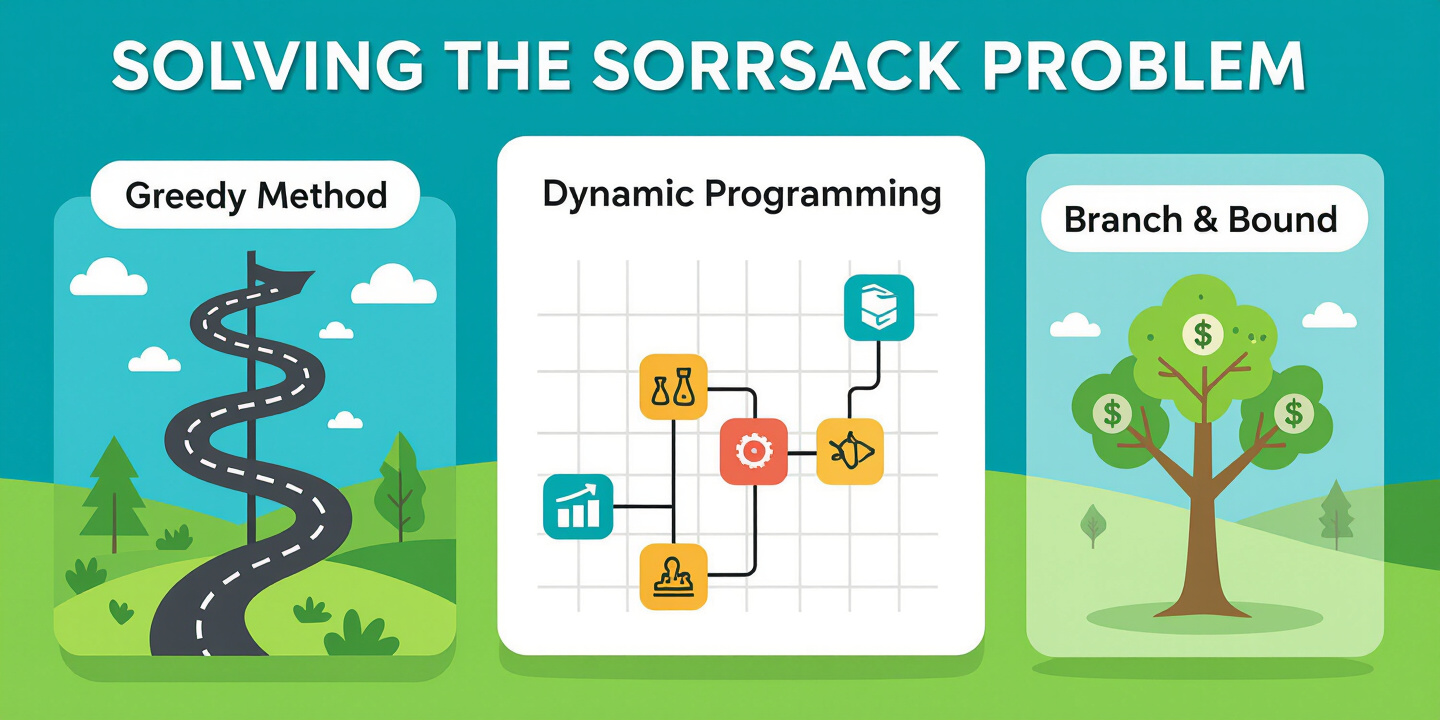 SOLVING THE SORRSACK PROBLEM
Greedy Method
Dynamic Programming
Branch & Bound
$
$
$